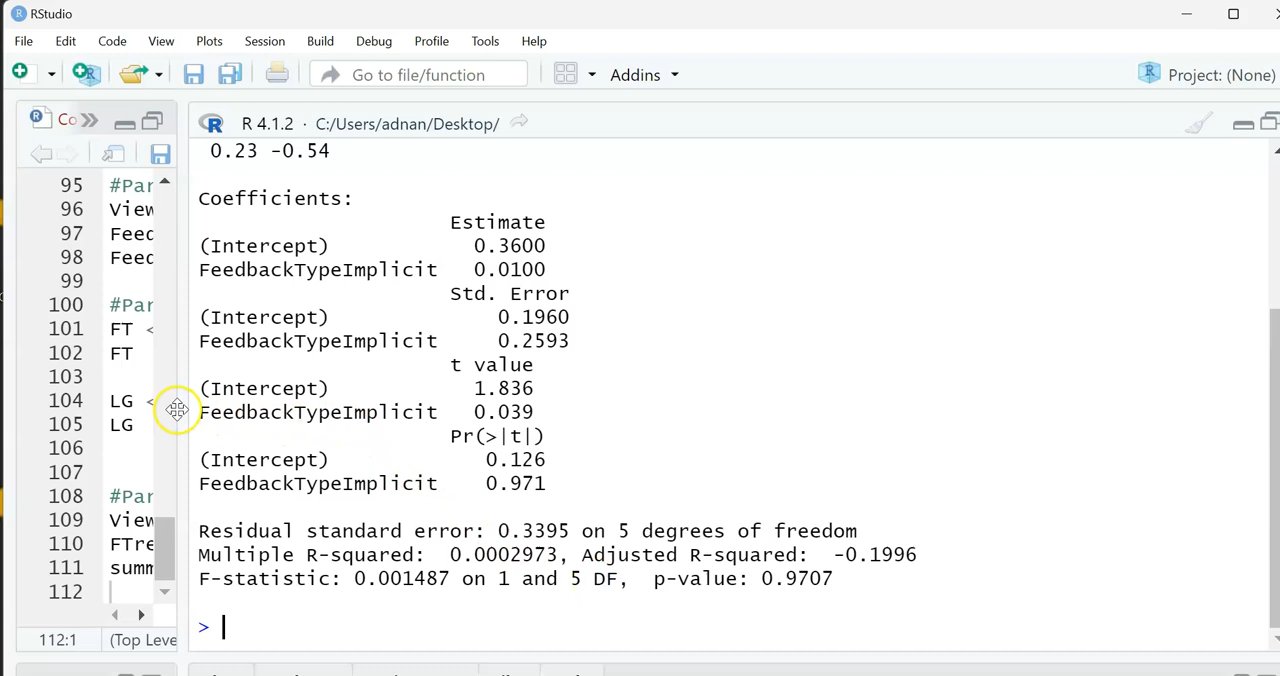 RStudio
File Edit Code View Plots Session Build Debug Profile Tools Help
Go to file/function Addins Project: (None)
Co
R 4.1.2 · C:/Users/adnan/Desktop/
95 #Par
96 View
97 Feed
98 Feed
99
100 #Par
101 FT <
102 FT
103
104 LG <
105 LG
106
107
108 #Par
109 View
110 FTre
111 summ
112
112:1 (Top Leve
0.23 -0.54
Coefficients:
Estimate
(Intercept) 0.3600
FeedbackTypeImplicit 0.0100
Std. Error
(Intercept) 0.1960
FeedbackTypeImplicit 0.2593
t value
(Intercept) 1.836
FeedbackTypeImplicit 0.039
Pr(>|t|)
(Intercept) 0.126
FeedbackTypeImplicit 0.971
Residual standard error: 0.3395 on 5 degrees of freedom
Multiple R-squared: 0.0002973, Adjusted R-squared: -0.1996
F-statistic: 0.001487 on 1 and 5 DF, p-value: 0.9707
>